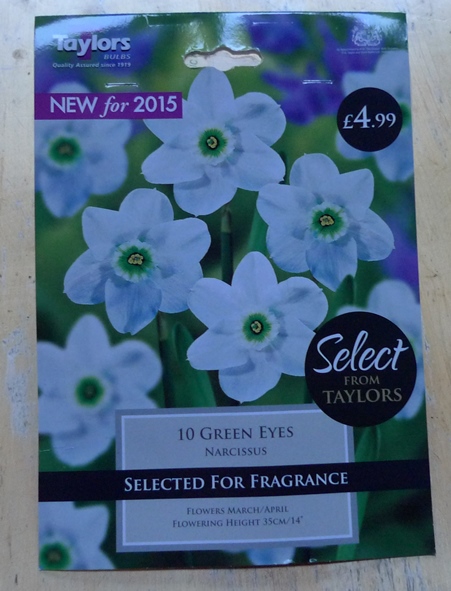 Taylors
BULBS
Quality Assured since 1919
NEW for 2015
£4.99
Select
FROM
TAYLORS
10 GREEN EYES
NARCISSUS
SELECTED FOR FRAGRANCE
FLOWERS MARCH/APRIL
FLOWERING HEIGHT 35CM/14"